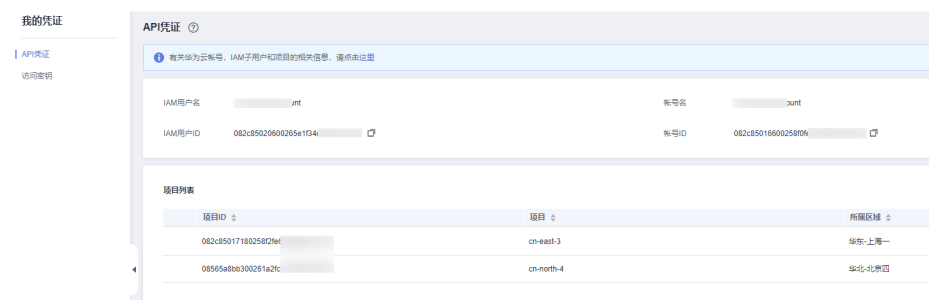 我的凭证
API凭证
访问密钥
API凭证
有关华为云帐号，IAM子用户和项目的相关信息，请点击这里
IAM用户名 unt
帐号名 ount
IAM用户ID 082c85020600265e1f34
帐号ID 082c85016600258f0f
项目列表
项目ID 项目 所属区域
082c85017180258f2fe cn-east-3 华东-上海一
08565a8bb300261a2fc cn-north-4 华北-北京四